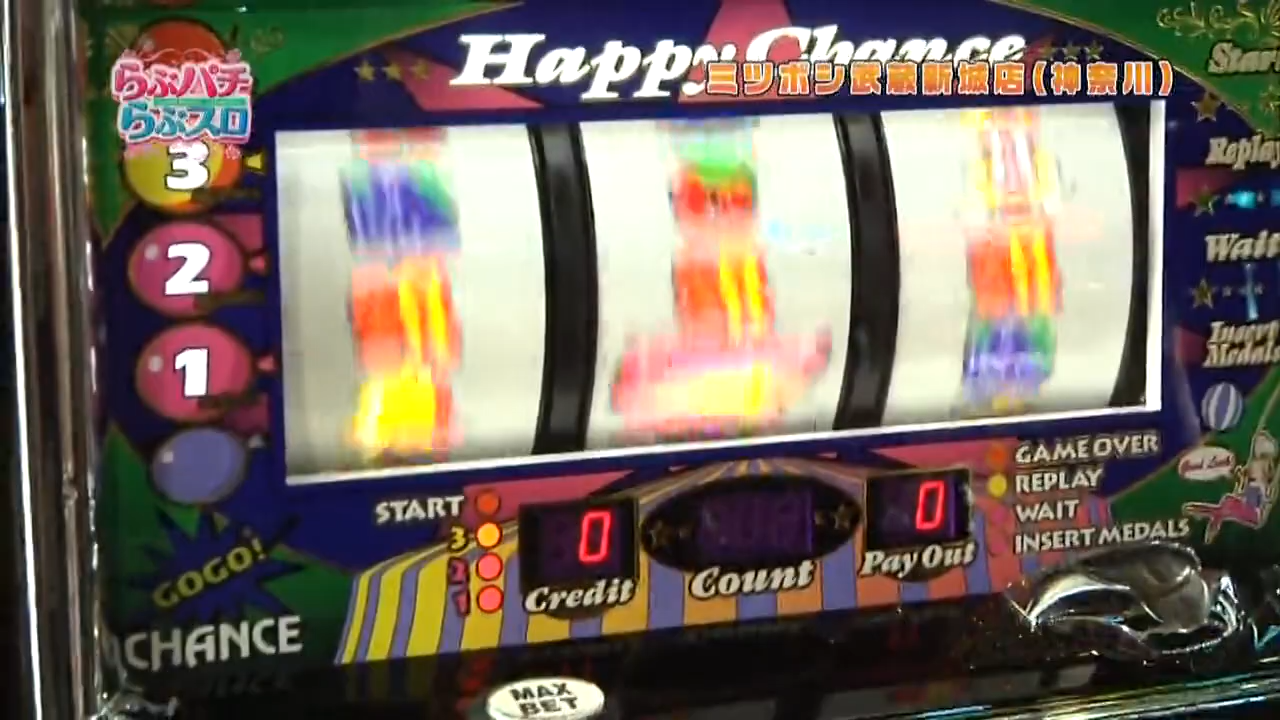 Happy Chance
ミツボシ武蔵新城店(神奈川)
らぶパチ
らぶスロ
Start
Replay
Wait
Insert
Medals
3
2
1
START
3
2
1
0
Credit
Count
0
Pay Out
GAME OVER
REPLAY
WAIT
INSERT MEDALS
Good Luck
GOGO!
CHANCE
MAX
BET